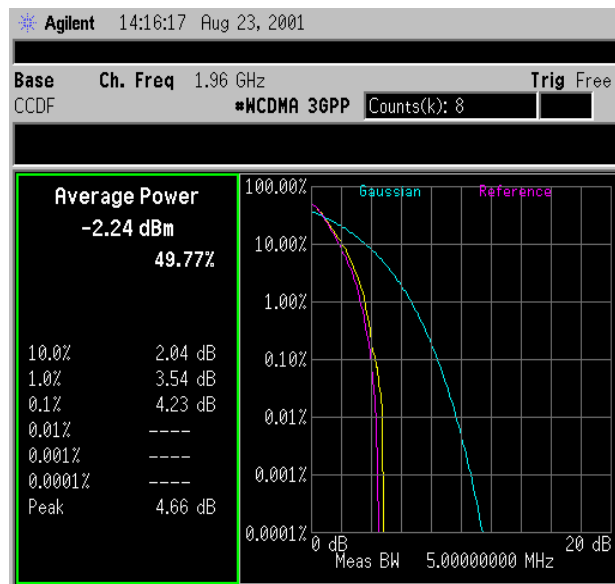 Agilent 14:16:17 Aug 23, 2001
Base Ch. Freq 1.96 GHz Trig Free
CCDF #WCDMA 3GPP Counts(k): 8
Average Power
-2.24 dBm
49.77%
10.0% 2.04 dB
1.0% 3.54 dB
0.1% 4.23 dB
0.01% ----
0.001% ----
0.0001% ----
Peak 4.66 dB
Gaussian Reference
100.00%
10.00%
1.00%
0.10%
0.01%
0.001%
0.0001%
0 dB 20 dB
Meas BW 5.00000000 MHz